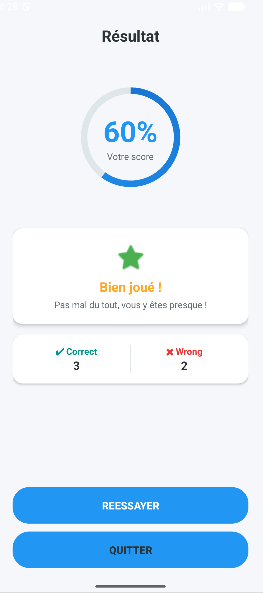 Résultat
60%
Votre score
Bien joué !
Pas mal du tout, vous y êtes presque !
✔ Correct
3
✖ Wrong
2
REESSAYER
QUITTER